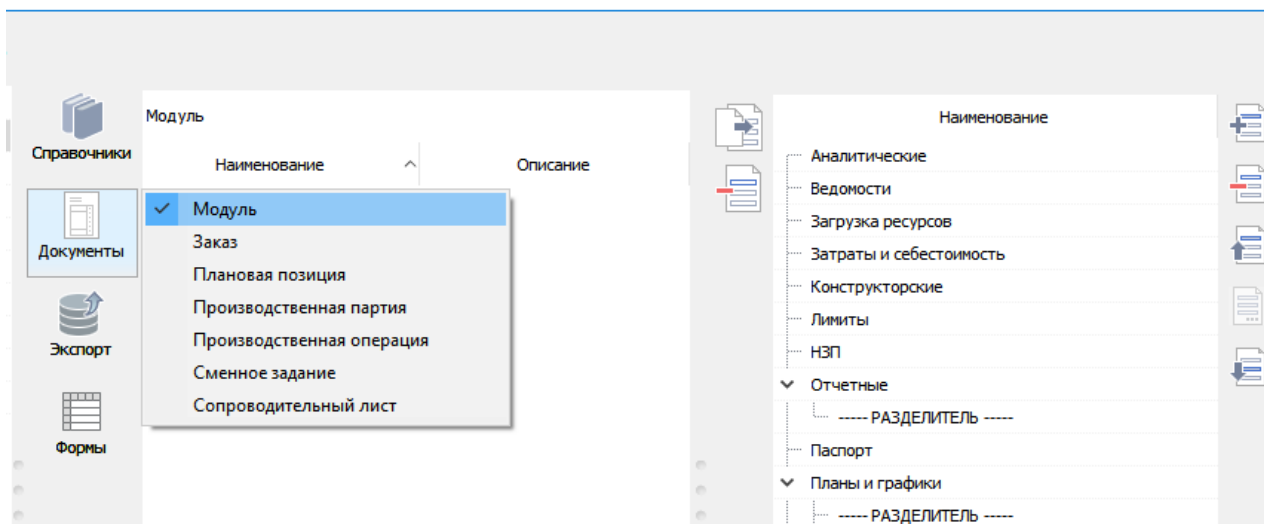 Справочники
Документы
Экспорт
Формы
Модуль
Наименование Описание
Модуль
Заказ
Плановая позиция
Производственная партия
Производственная операция
Сменное задание
Сопроводительный лист
Наименование
Аналитические
Ведомости
Загрузка ресурсов
Затраты и себестоимость
Конструкторские
Лимиты
НЗП
Отчетные
----- РАЗДЕЛИТЕЛЬ -----
Паспорт
Планы и графики
----- РАЗДЕЛИТЕЛЬ -----